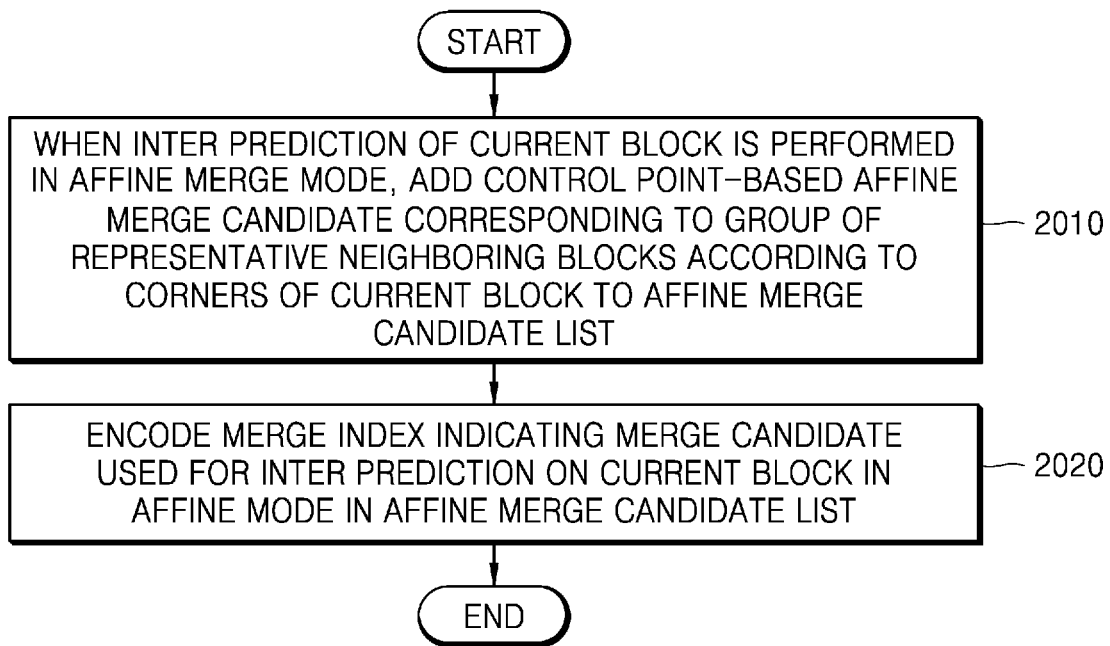 START
WHEN INTER PREDICTION OF CURRENT BLOCK IS PERFORMED
IN AFFINE MERGE MODE, ADD CONTROL POINT-BASED AFFINE
MERGE CANDIDATE CORRESPONDING TO GROUP OF
REPRESENTATIVE NEIGHBORING BLOCKS ACCORDING TO
CORNERS OF CURRENT BLOCK TO AFFINE MERGE
CANDIDATE LIST
2010
ENCODE MERGE INDEX INDICATING MERGE CANDIDATE
USED FOR INTER PREDICTION ON CURRENT BLOCK IN
AFFINE MODE IN AFFINE MERGE CANDIDATE LIST
2020
END